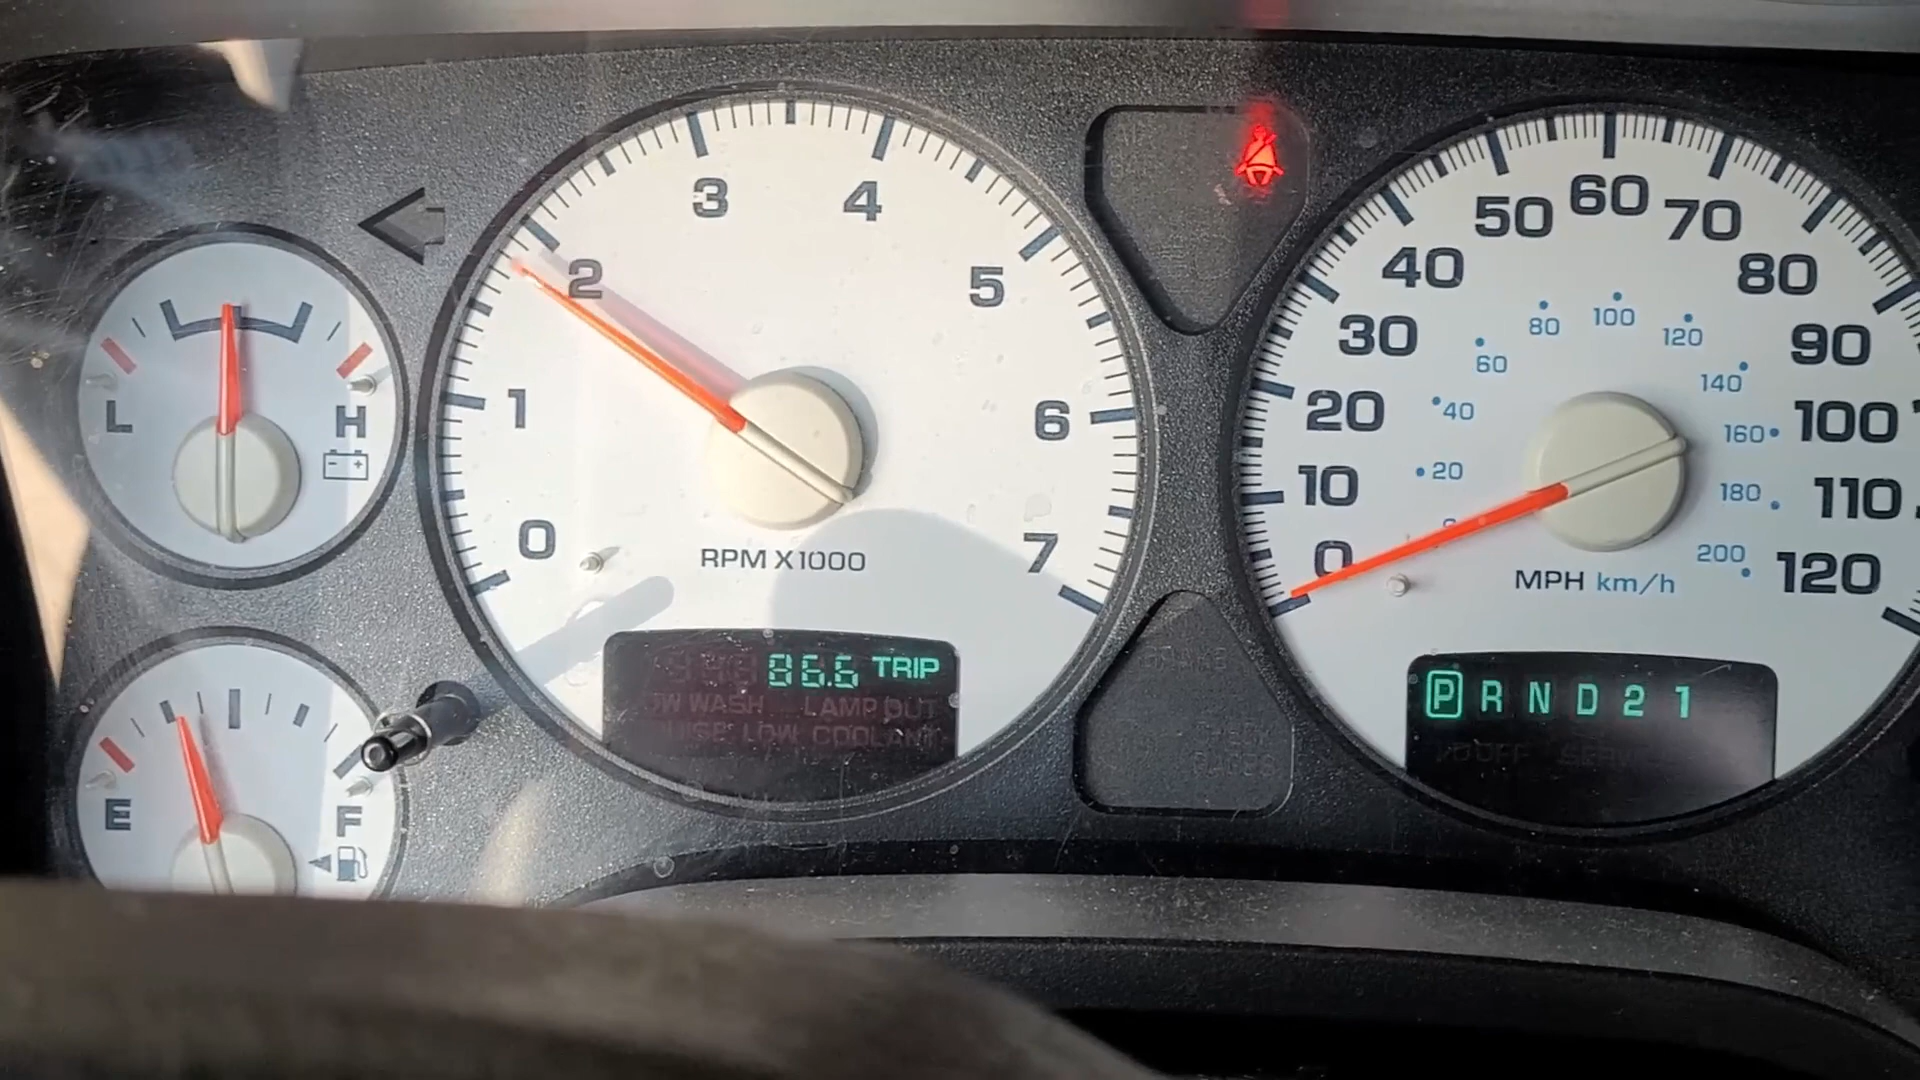 L H
E F
0 1 2 3 4 5 6 7
RPM X1000
86.6 TRIP
WASH LAMP OUT
LOW COOLANT
0 10 20 30 40 50 60 70 80 90 100 110 120
20 40 60 80 100 120 140 160 180 200
MPH km/h
P R N D 2 1